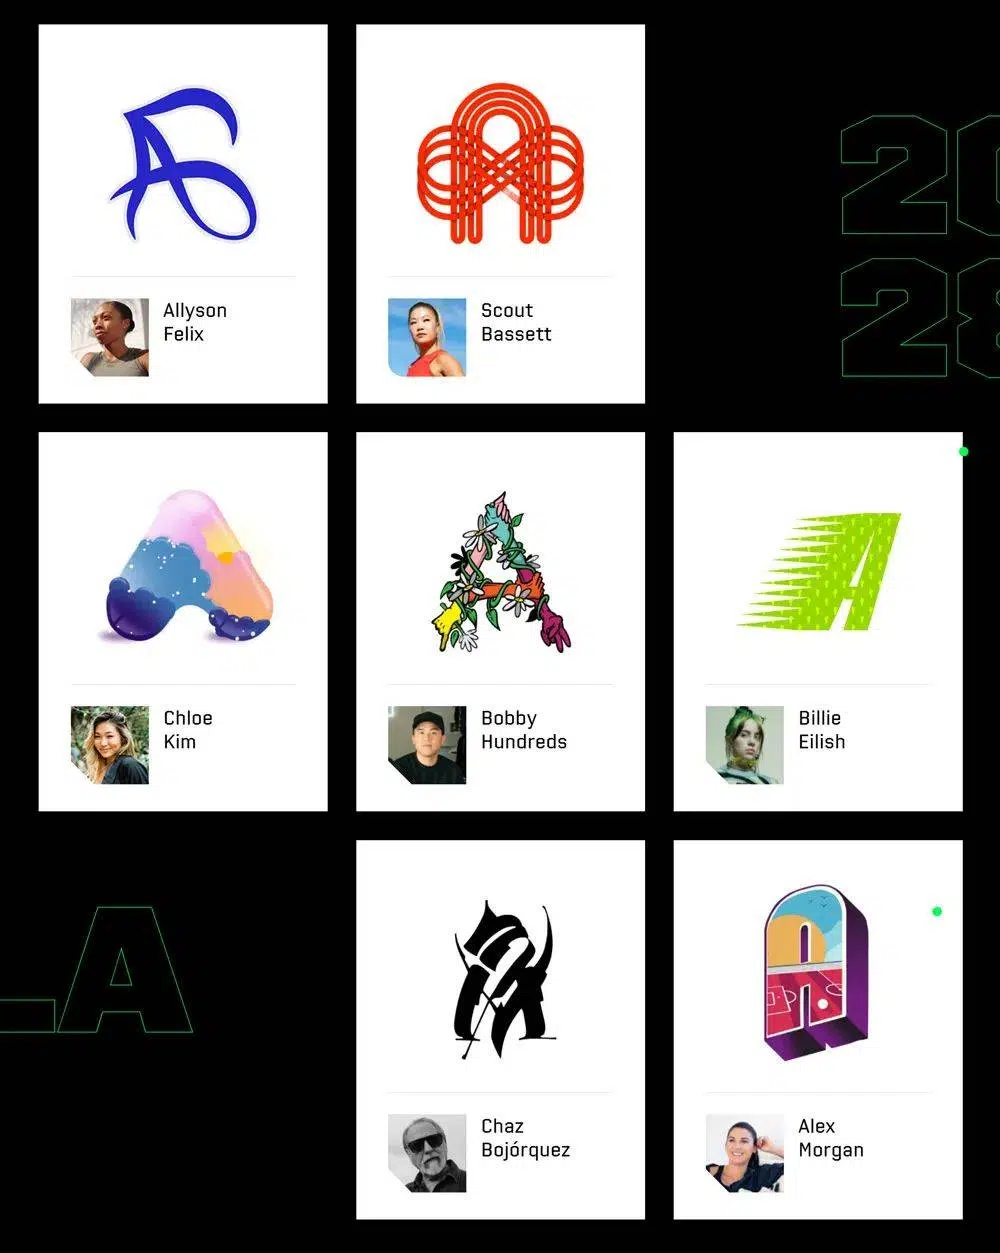 Allyson
Felix
Scout
Bassett
20
28
Chloe
Kim
Bobby
Hundreds
Billie
Eilish
LA
Chaz
Bojórquez
Alex
Morgan